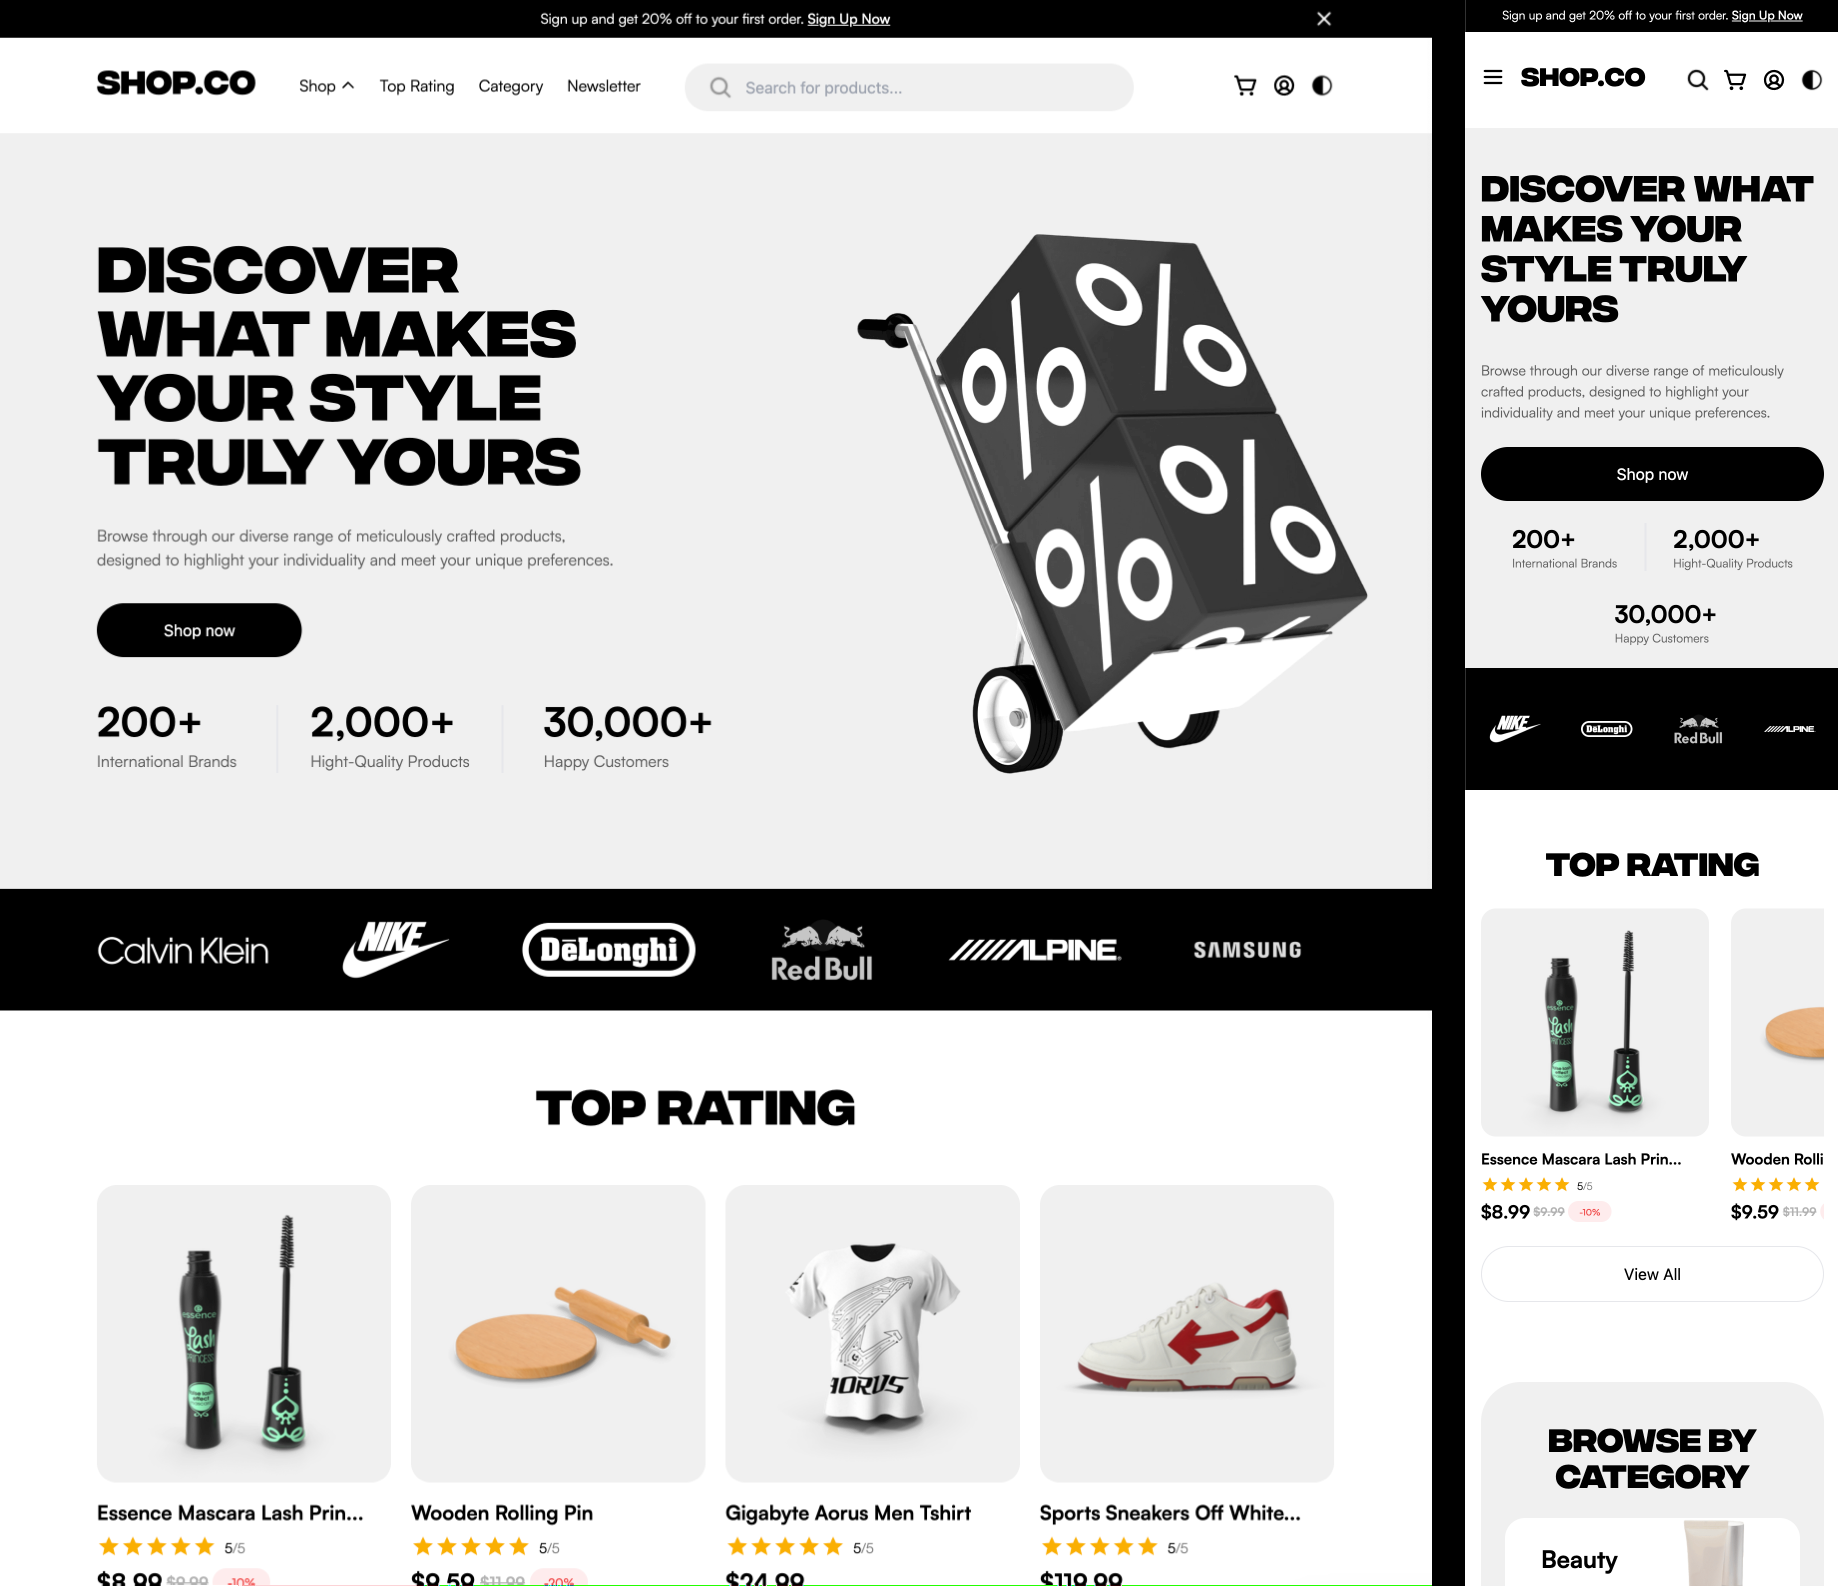 Sign up and get 20% off to your first order. Sign Up Now
SHOP.CO
Shop
Top Rating
Category
Newsletter
Search for products...
DISCOVER
WHAT MAKES
YOUR STYLE
TRULY YOURS
Browse through our diverse range of meticulously crafted products,
designed to highlight your individuality and meet your unique preferences.
Shop now
200+
International Brands
2,000+
Hight-Quality Products
30,000+
Happy Customers
% % % %
Calvin Klein
NIKE
DēLonghi
Red Bull
ALPINE
SAMSUNG
TOP RATING
essence
Lash
PRINCESS
AORUS
Essence Mascara Lash Prin...
5/5
$8.99 $9.99 -10%
Wooden Rolling Pin
5/5
$9.59 $11.99 -20%
Gigabyte Aorus Men Tshirt
5/5
$24.99
Sports Sneakers Off White...
5/5
$119.99
Sign up and get 20% off to your first order. Sign Up Now
SHOP.CO
DISCOVER WHAT
MAKES YOUR
STYLE TRULY
YOURS
Browse through our diverse range of meticulously
crafted products, designed to highlight your
individuality and meet your unique preferences.
Shop now
200+
International Brands
2,000+
Hight-Quality Products
30,000+
Happy Customers
NIKE
DēLonghi
Red Bull
ALPINE
TOP RATING
essence
Lash
PRINCESS
Essence Mascara Lash Prin...
5/5
$8.99 $9.99 -10%
Wooden Rolli
$9.59 $11.99
View All
BROWSE BY
CATEGORY
Beauty